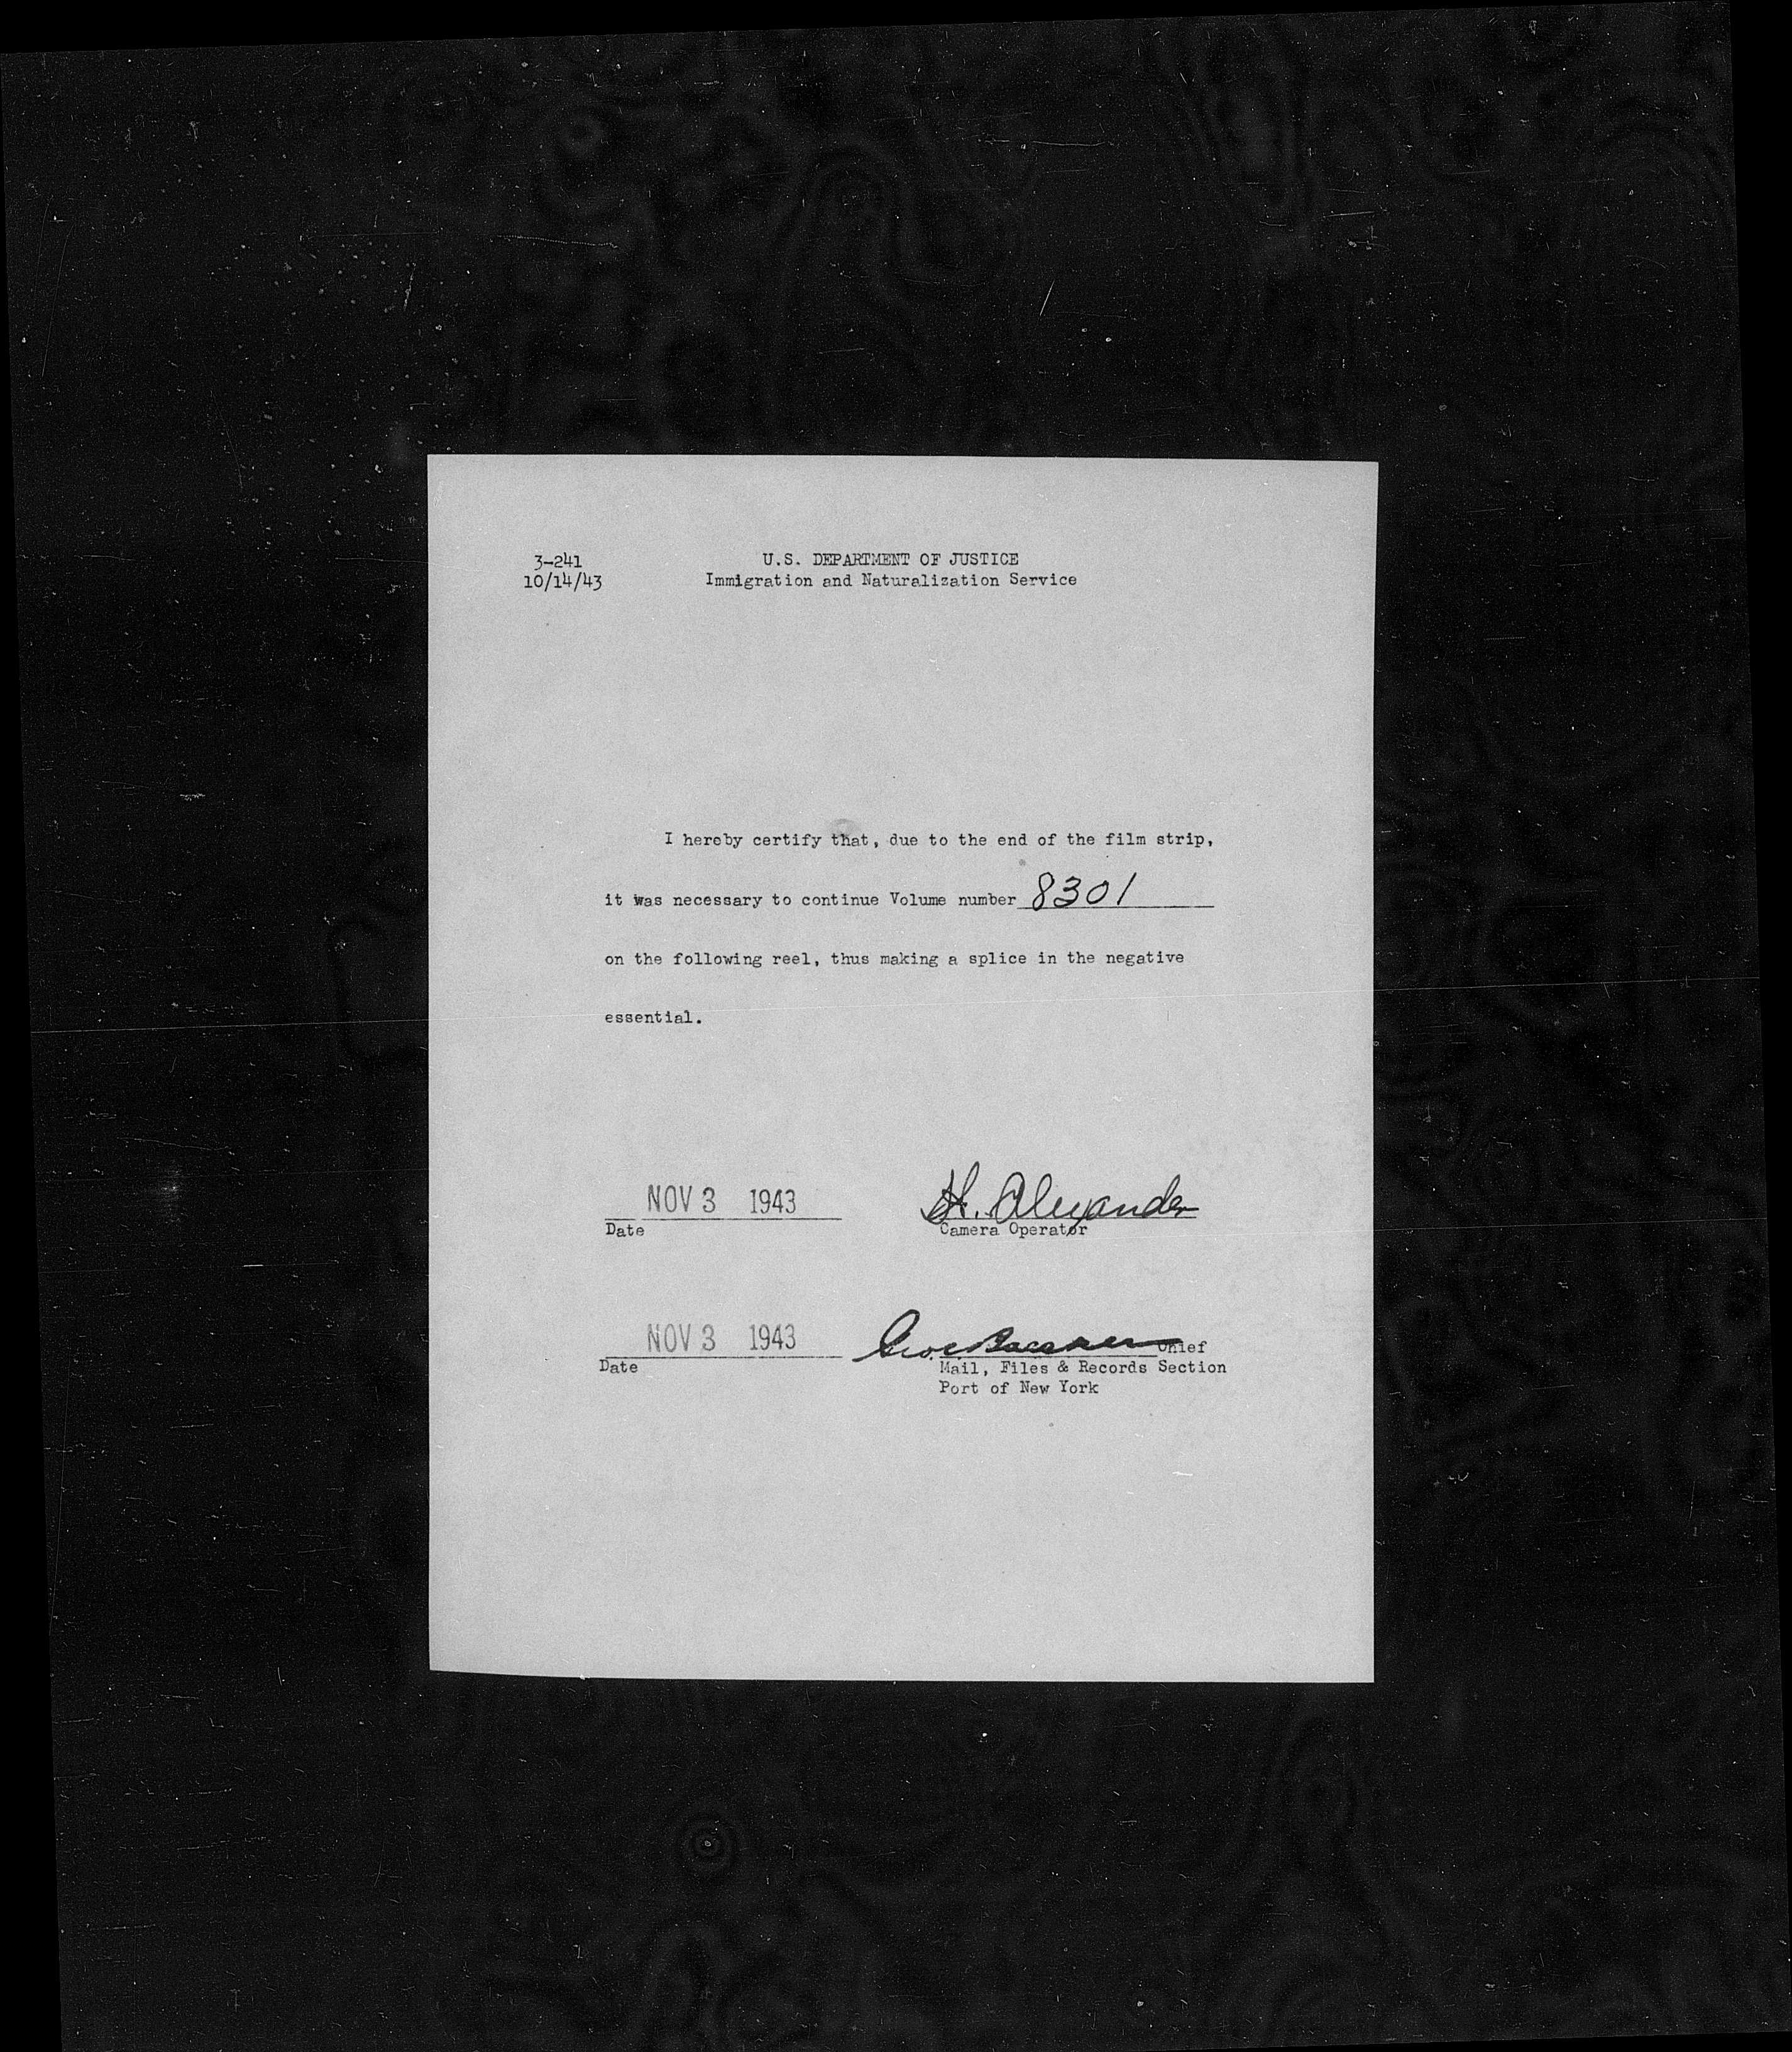 3-241
10/14/43
U.S. DEPARTMENT OF JUSTICE
Immigration and Naturalization Service
I hereby certify that, due to the end of the film strip,
it was necessary to continue Volume number 8301
on the following reel, thus making a splice in the negative
essential.
NOV 3 1943 H. Alexander
Date Camera Operator
NOV 3 1943 Chief
Date Mail, Files & Records Section
Port of New York